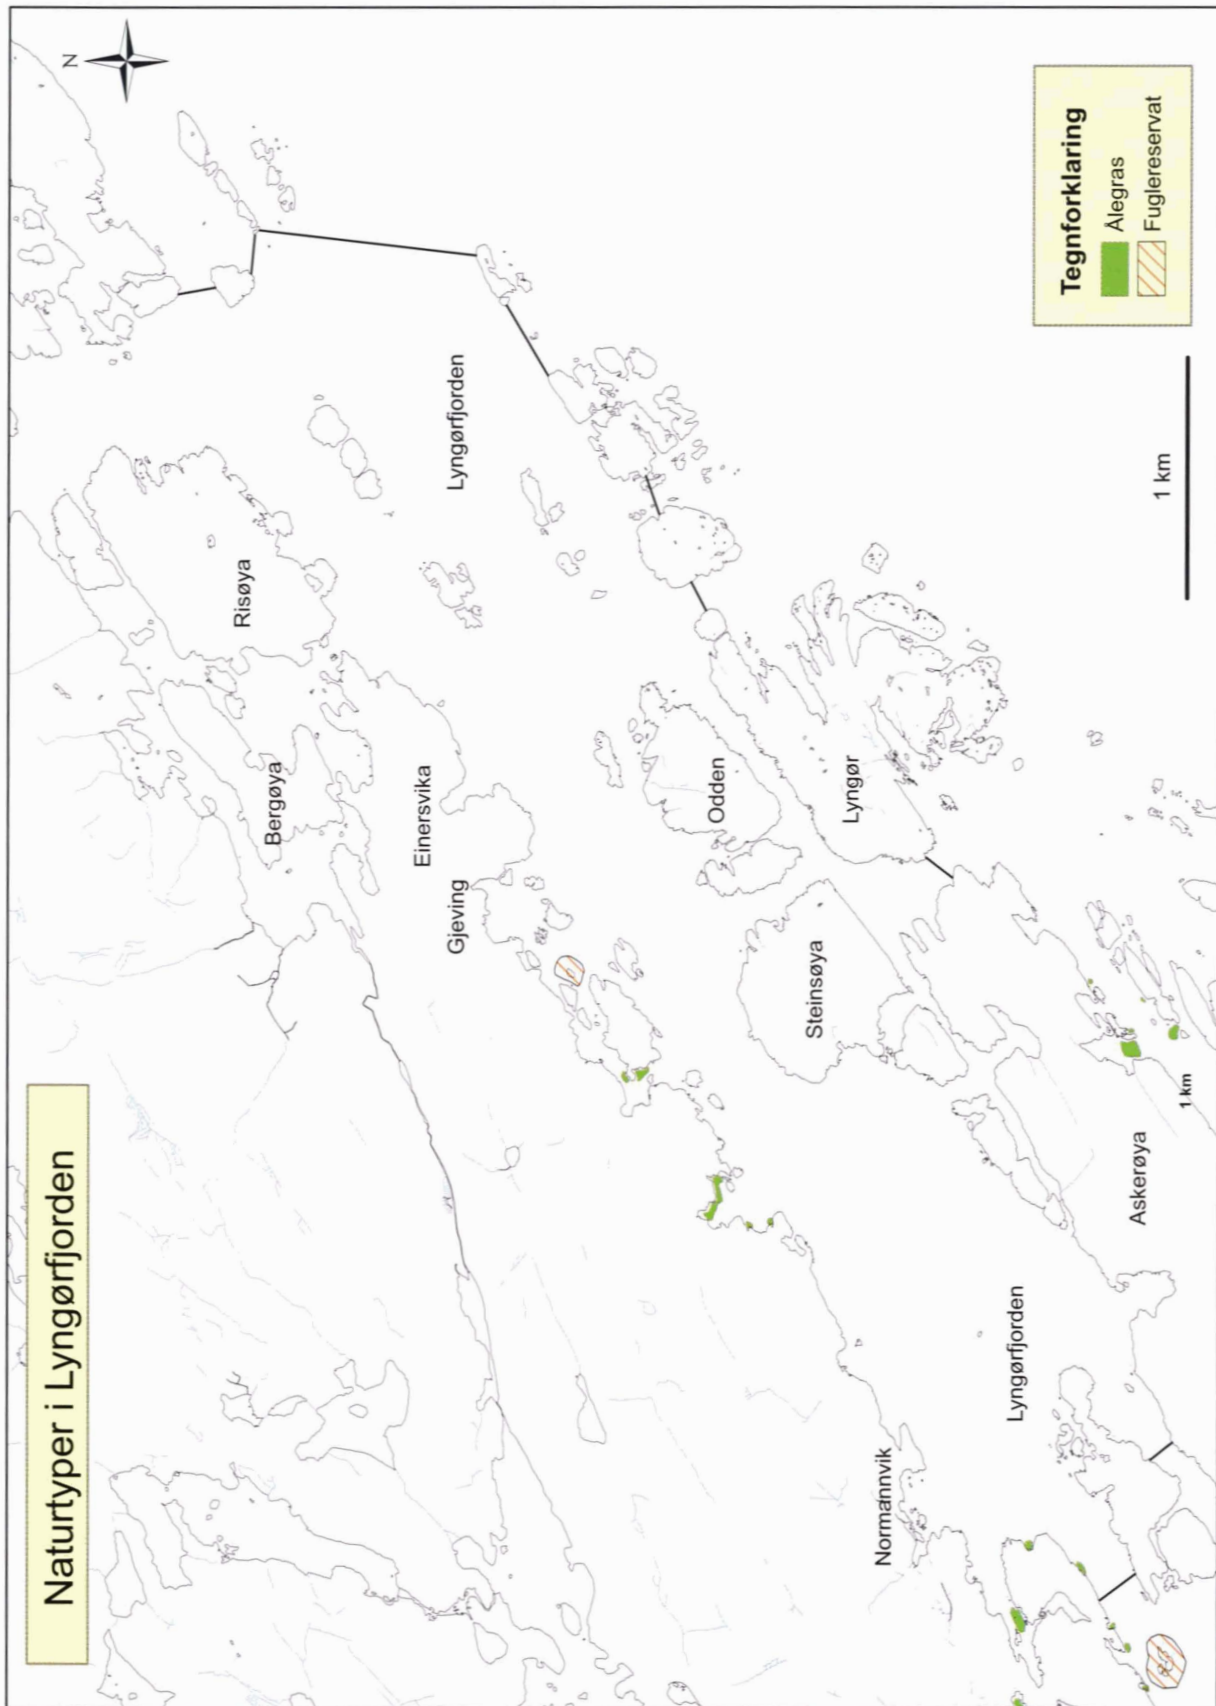 Naturtyper i Lyngørfjorden
N
Risøya
Bergøya
Lyngørfjorden
Einersvika
Gjeving
Odden
Lyngør
Steinsøya
Askerøya
1 km
Lyngørfjorden
Normannvik
1 km
Tegnforklaring
Ålegras
Fuglereservat